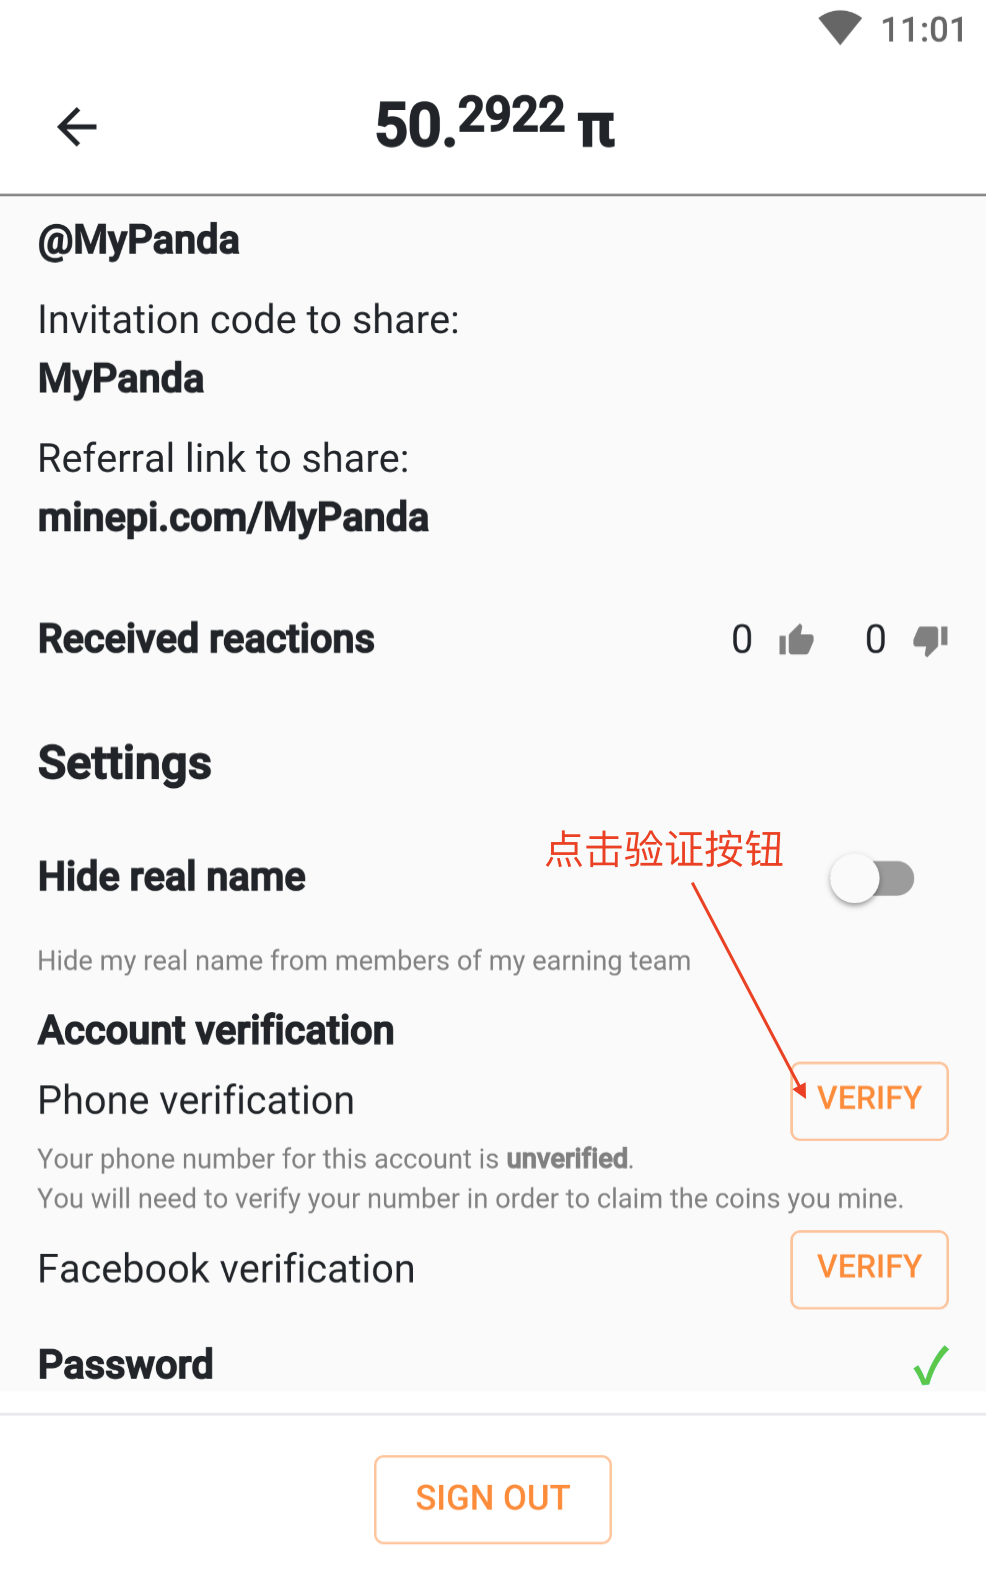 11:01
50.2922 π
@MyPanda
Invitation code to share:
MyPanda
Referral link to share:
minepi.com/MyPanda
Received reactions 0 0
Settings
点击验证按钮
Hide real name
Hide my real name from members of my earning team
Account verification
Phone verification VERIFY
Your phone number for this account is unverified.
You will need to verify your number in order to claim the coins you mine.
Facebook verification VERIFY
Password
SIGN OUT